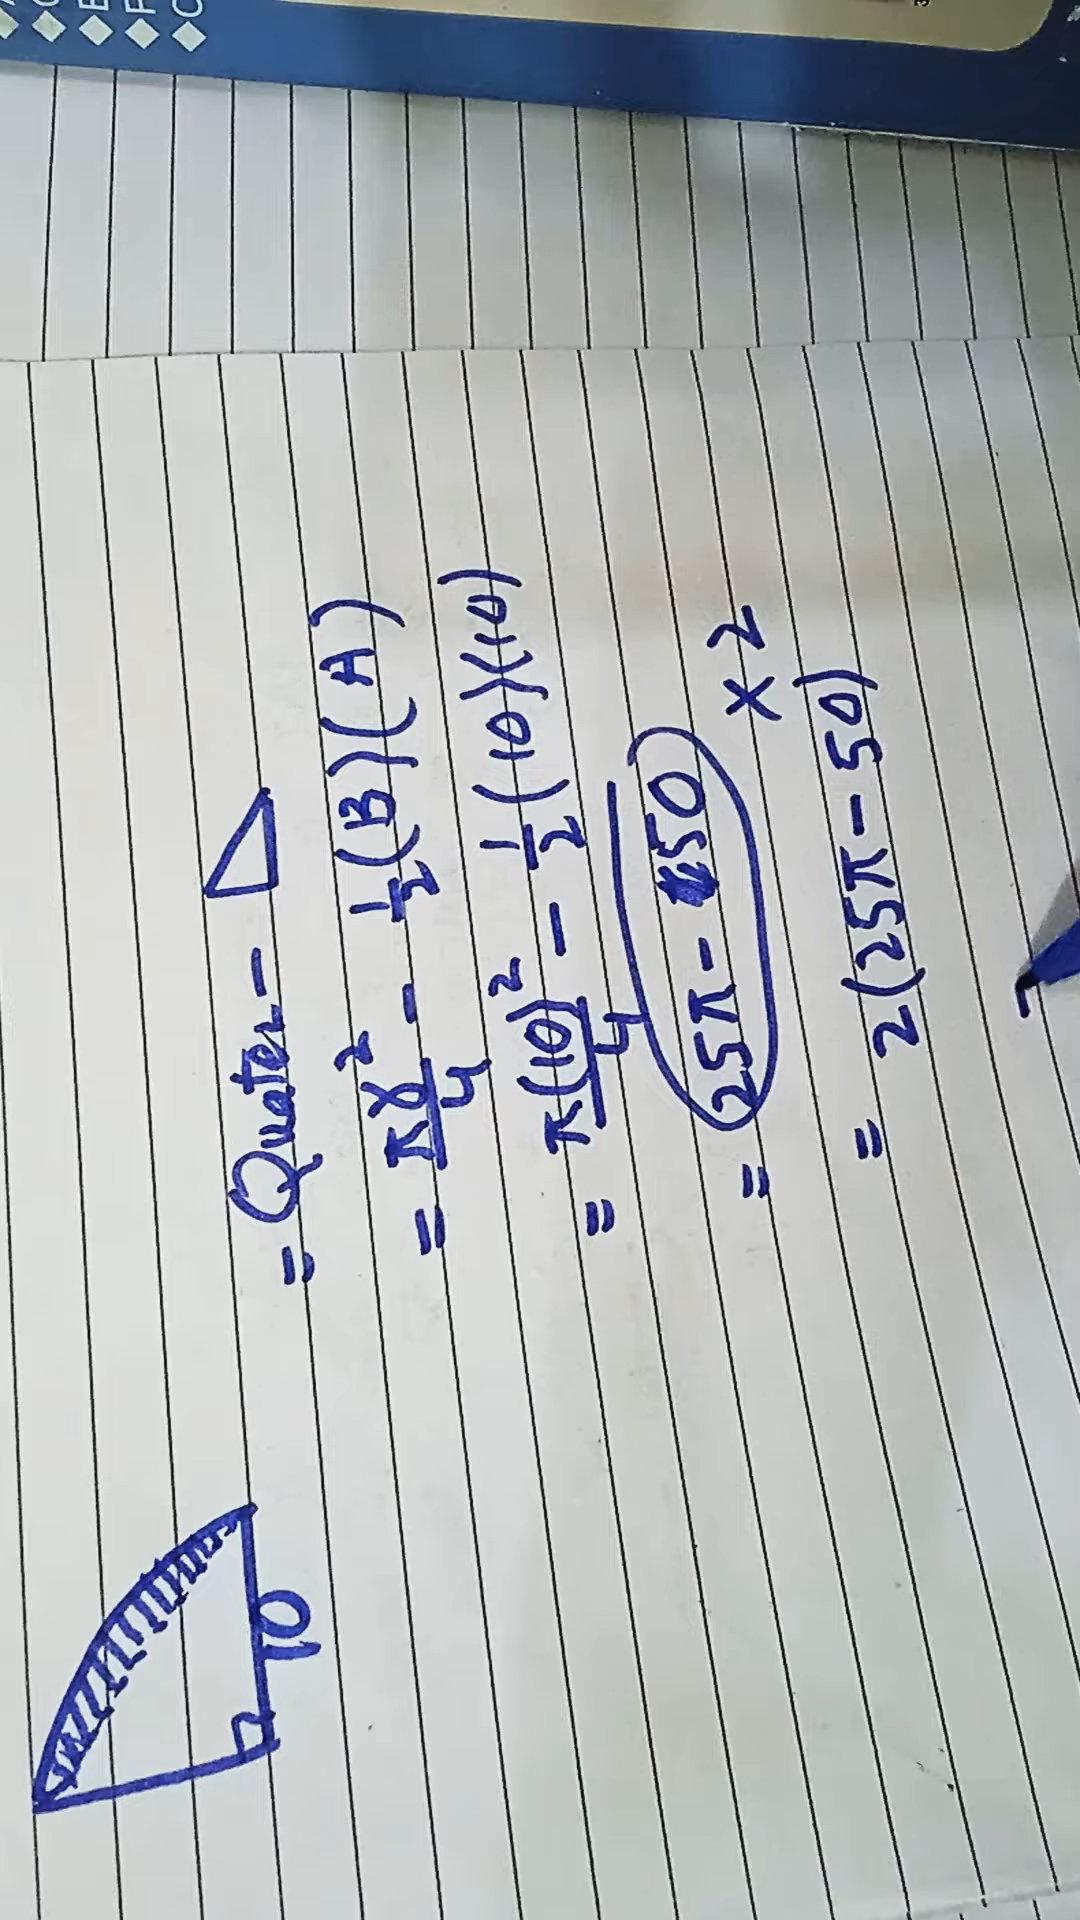 = Quater - △
= πr²/4 - 1/2 (B)(A)
= π(10)²/4 - 1/2 (10)(10)
= 25π - 50 × 2
= 2(25π - 50)
10